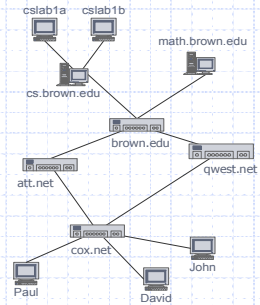 cslab1a cslab1b
math.brown.edu
cs.brown.edu
brown.edu
att.net
qwest.net
cox.net
John
Paul
David